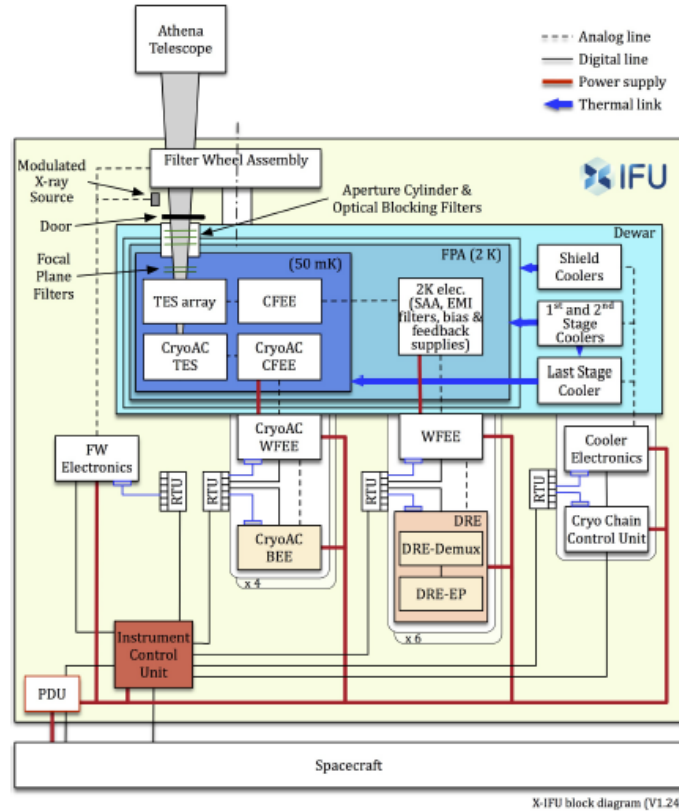 Athena
Telescope
Analog line
Digital line
Power supply
Thermal link
Filter Wheel Assembly
X IFU
Modulated
X-ray
Source
Door
Focal
Plane
Filters
Aperture Cylinder &
Optical Blocking Filters
Dewar
FPA (2 K)
(50 mK)
TES array
CFEE
CryoAC
TES
CryoAC
CFEE
2K elec.
(SAA, EMI
filters, bias &
feedback
supplies)
Shield
Coolers
1st and 2nd
Stage
Coolers
Last Stage
Cooler
FW
Electronics
RTU
RTU
CryoAC
WFEE
CryoAC
BEE
x 4
RTU
WFEE
DRE
DRE-Demux
DRE-EP
x 6
RTU
Cooler
Electronics
Cryo Chain
Control Unit
Instrument
Control
Unit
PDU
Spacecraft
X-IFU block diagram (V1.24